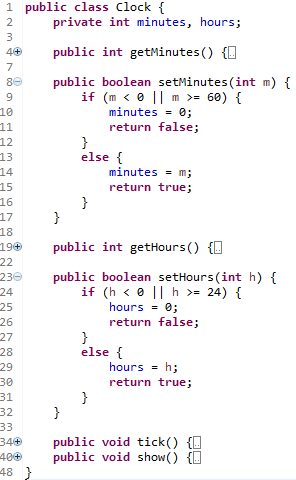 1 public class Clock {
2     private int minutes, hours;
3
4     public int getMinutes() {..
7
8     public boolean setMinutes(int m) {
9         if (m < 0 || m >= 60) {
10             minutes = 0;
11             return false;
12         }
13         else {
14             minutes = m;
15             return true;
16         }
17     }
18
19     public int getHours() {..
22
23     public boolean setHours(int h) {
24         if (h < 0 || h >= 24) {
25             hours = 0;
26             return false;
27         }
28         else {
29             hours = h;
30             return true;
31         }
32     }
33
34     public void tick() {..
40     public void show() {..
48 }